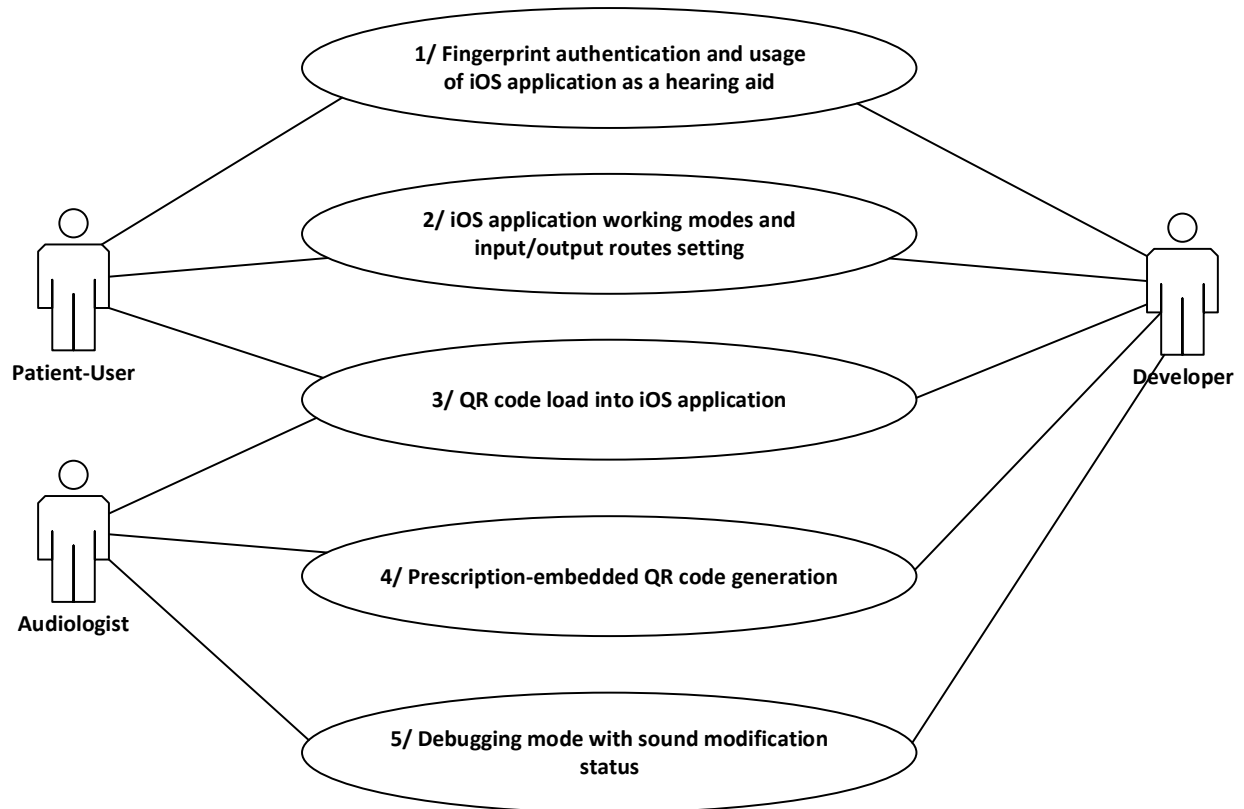 1/ Fingerprint authentication and usage
of iOS application as a hearing aid
2/ iOS application working modes and
input/output routes setting
Patient-User
Developer
3/ QR code load into iOS application
4/ Prescription-embedded QR code generation
Audiologist
5/ Debugging mode with sound modification
status